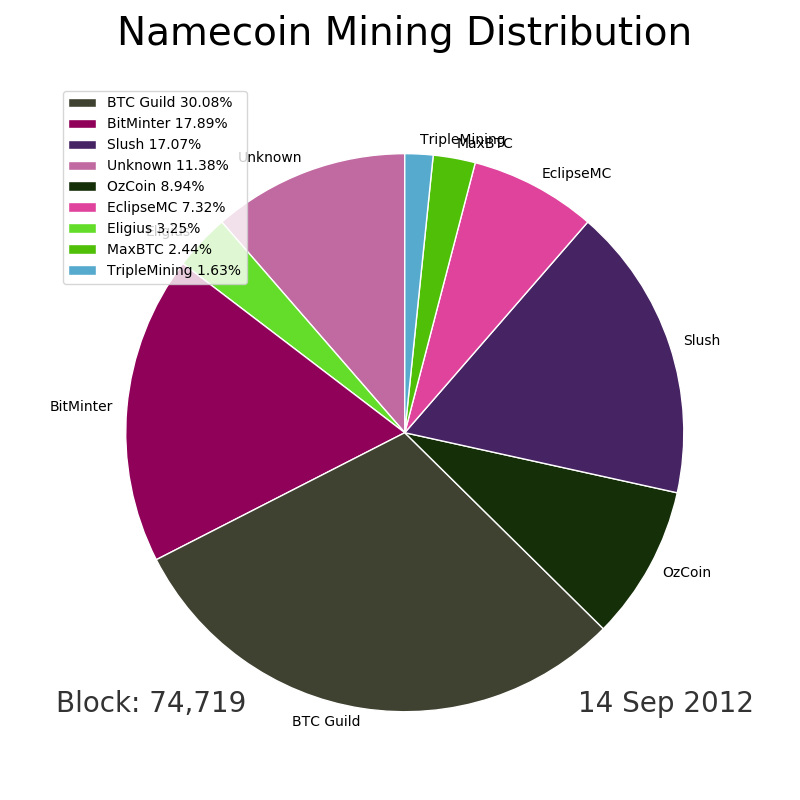 Namecoin Mining Distribution
BTC Guild 30.08%
BitMinter 17.89%
Slush 17.07%
Unknown 11.38%
OzCoin 8.94%
EclipseMC 7.32%
Eligius 3.25%
MaxBTC 2.44%
TripleMining 1.63%
TripleMining
MaxBTC
Unknown
EclipseMC
Eligius
Slush
BitMinter
OzCoin
BTC Guild
Block: 74,719
14 Sep 2012